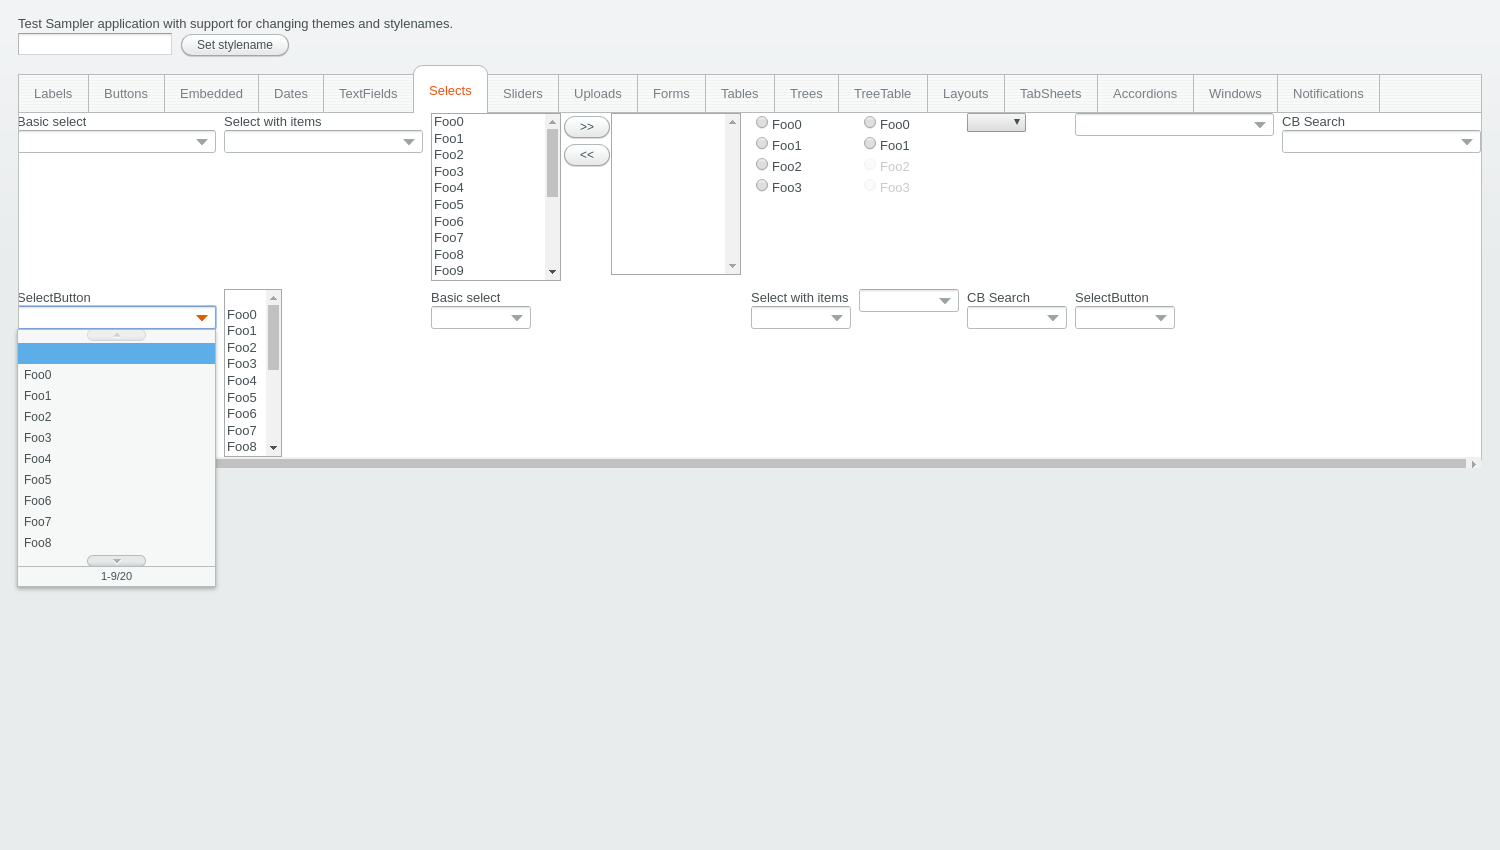 Test Sampler application with support for changing themes and stylenames.
Set stylename
Labels Buttons Embedded Dates TextFields Selects Sliders Uploads Forms Tables Trees TreeTable Layouts TabSheets Accordions Windows Notifications
Basic select
Select with items
Foo0
Foo1
Foo2
Foo3
Foo4
Foo5
Foo6
Foo7
Foo8
Foo9
>>
<<
Foo0
Foo1
Foo2
Foo3
Foo0
Foo1
Foo2
Foo3
CB Search
SelectButton
Foo0
Foo1
Foo2
Foo3
Foo4
Foo5
Foo6
Foo7
Foo8
1-9/20
Foo0
Foo1
Foo2
Foo3
Foo4
Foo5
Foo6
Foo7
Foo8
Basic select
Select with items
CB Search
SelectButton